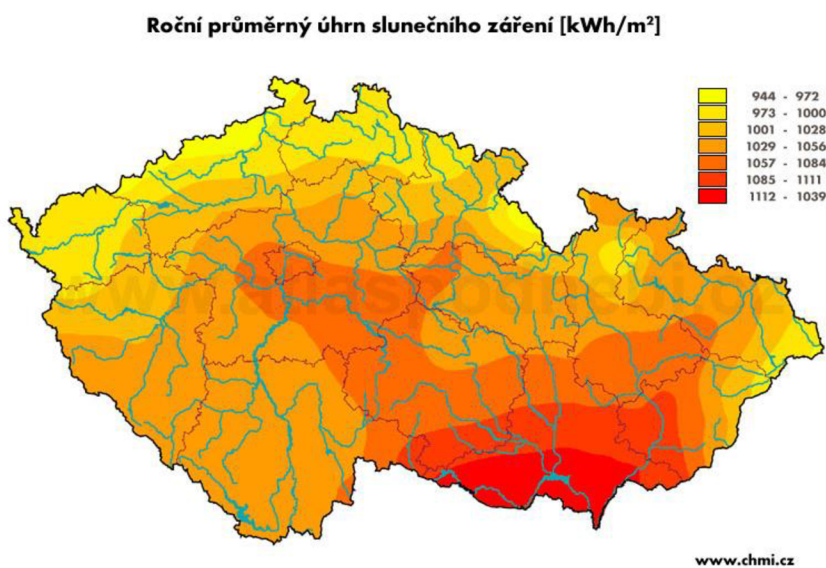 Roční průměrný úhrn slunečního záření [kWh/m²]
944 - 972
973 - 1000
1001 - 1028
1029 - 1056
1057 - 1084
1085 - 1111
1112 - 1039
www.chmi.cz